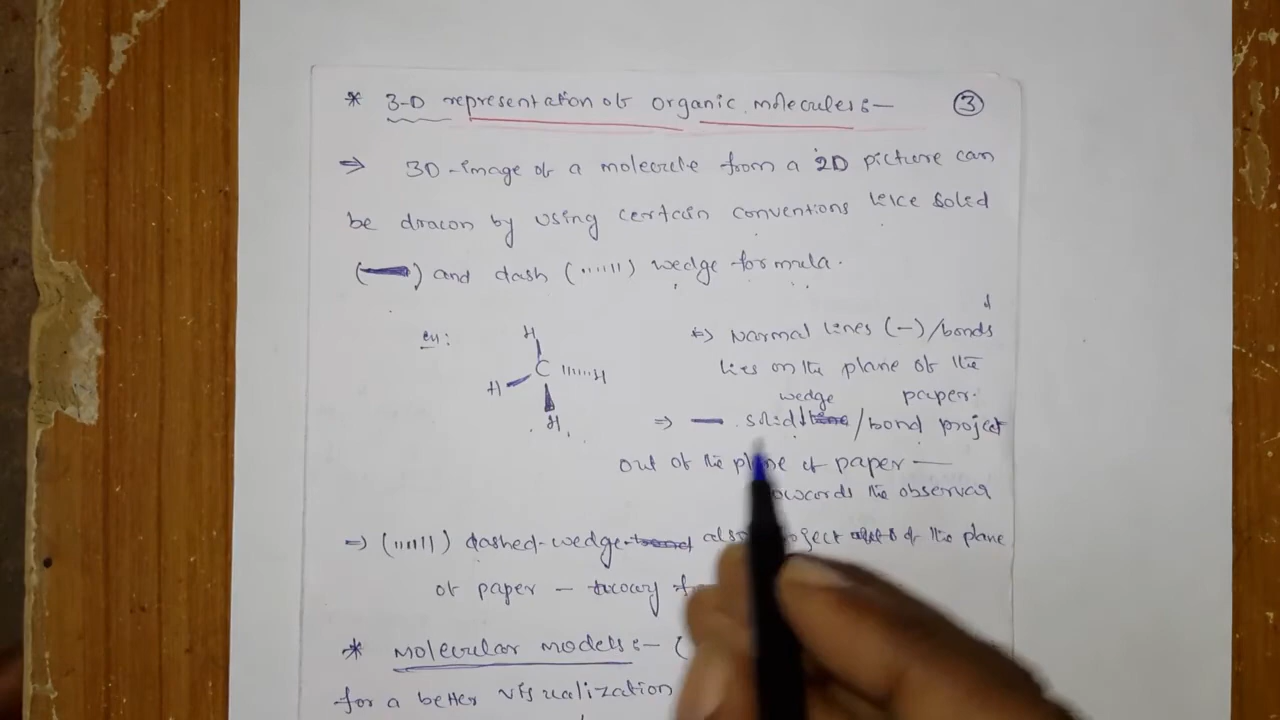 * 3-D representation of organic molecules:- ③
⇒ 3D-image of a molecule from a 2D picture can
be drawn by using certain conventions like solid
( ) and dash (''''''') wedge formula.
ex:
H
C
H
H
H
⇒ Normal lines (-)/bonds
lies on the plane of the
paper.
wedge
⇒ — solid /bond project
out of the plane of paper —
towards the observar
⇒ (''''''') dashed-wedge also project of the plane
of paper — away
* molecular models:- (
for a better visualization